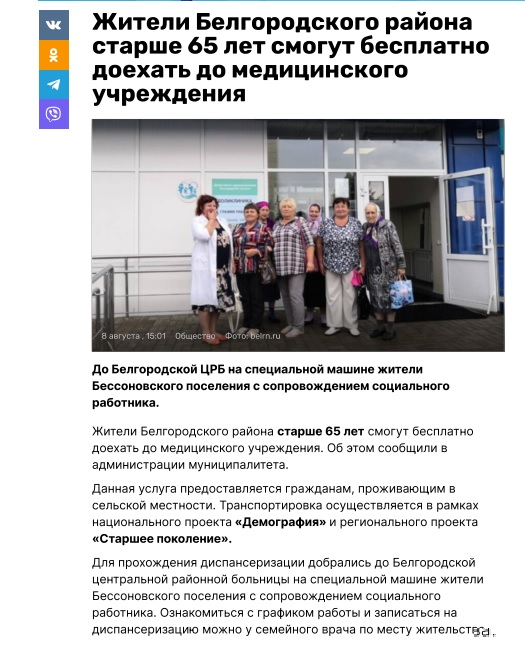 Жители Белгородского района
старше 65 лет смогут бесплатно
доехать до медицинского
учреждения
8 августа , 15:01 Общество Фото: belrn.ru
До Белгородской ЦРБ на специальной машине жители
Бессоновского поселения с сопровождением социального
работника.
Жители Белгородского района старше 65 лет смогут бесплатно
доехать до медицинского учреждения. Об этом сообщили в
администрации муниципалитета.
Данная услуга предоставляется гражданам, проживающим в
сельской местности. Транспортировка осуществляется в рамках
национального проекта «Демография» и регионального проекта
«Старшее поколение».
Для прохождения диспансеризации добрались до Белгородской
центральной районной больницы на специальной машине жители
Бессоновского поселения с сопровождением социального
работника. Ознакомиться с графиком работы и записаться на
диспансеризацию можно у семейного врача по месту